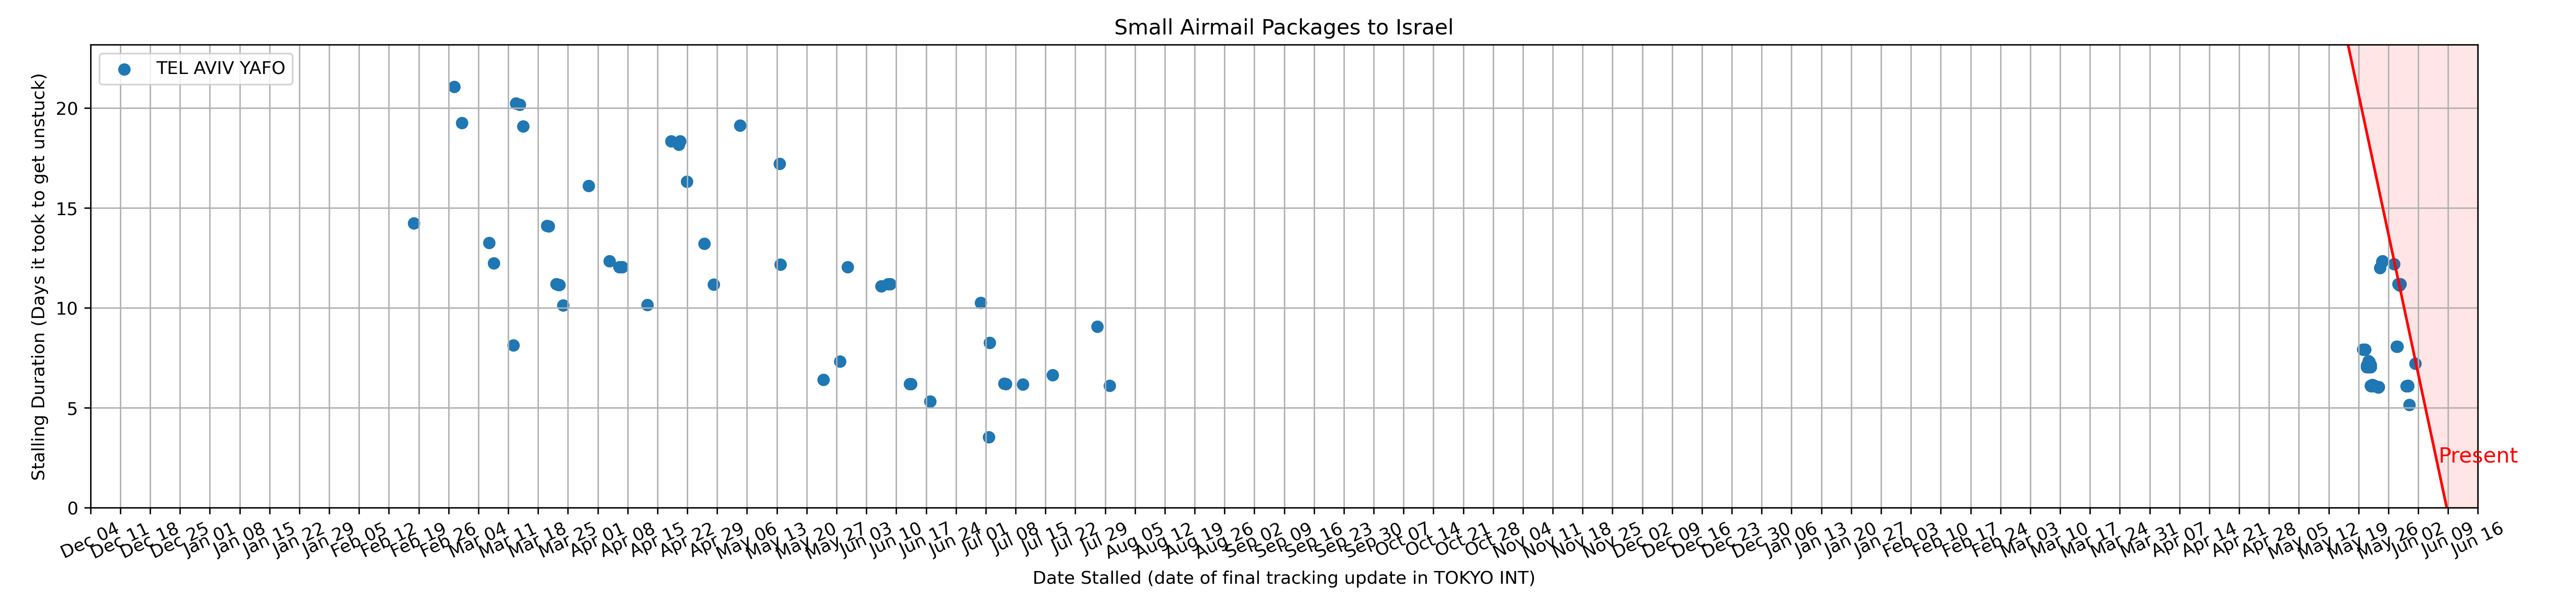 Small Airmail Packages to Israel
TEL AVIV YAFO
Stalling Duration (Days it took to get unstuck)
20
15
10
5
0
Present
Dec 04
Dec 11
Dec 18
Dec 25
Jan 01
Jan 08
Jan 15
Jan 22
Jan 29
Feb 05
Feb 12
Feb 19
Feb 26
Mar 04
Mar 11
Mar 18
Mar 25
Apr 01
Apr 08
Apr 15
Apr 22
Apr 29
May 06
May 13
May 20
May 27
Jun 03
Jun 10
Jun 17
Jun 24
Jul 01
Jul 08
Jul 15
Jul 22
Jul 29
Aug 05
Aug 12
Aug 19
Aug 26
Sep 02
Sep 09
Sep 16
Sep 23
Sep 30
Oct 07
Oct 14
Oct 21
Oct 28
Nov 04
Nov 11
Nov 18
Nov 25
Dec 02
Dec 09
Dec 16
Dec 23
Dec 30
Jan 06
Jan 13
Jan 20
Jan 27
Feb 03
Feb 10
Feb 17
Feb 24
Mar 03
Mar 10
Mar 17
Mar 24
Mar 31
Apr 07
Apr 14
Apr 21
Apr 28
May 05
May 12
May 19
May 26
Jun 02
Jun 09
Jun 16
Date Stalled (date of final tracking update in TOKYO INT)